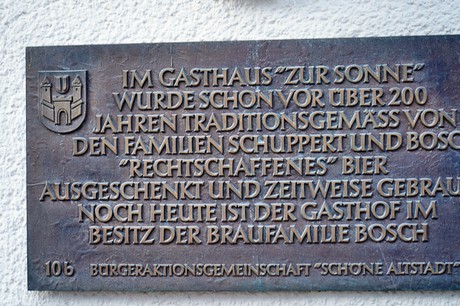 IM GASTHAUS "ZUR SONNE"
WURDE SCHON VOR ÜBER 200
JAHREN TRADITIONSGEMÄSS VON
DEN FAMILIEN SCHUPPERT UND BOSC
"RECHTSCHAFFENES" BIER
AUSGESCHENKT UND ZEITWEISE GEBRAU
NOCH HEUTE IST DER GASTHOF IM
BESITZ DER BRAUFAMILIE BOSCH
10b BÜRGERAKTIONSGEMEINSCHAFT "SCHÖNE ALTSTADT"